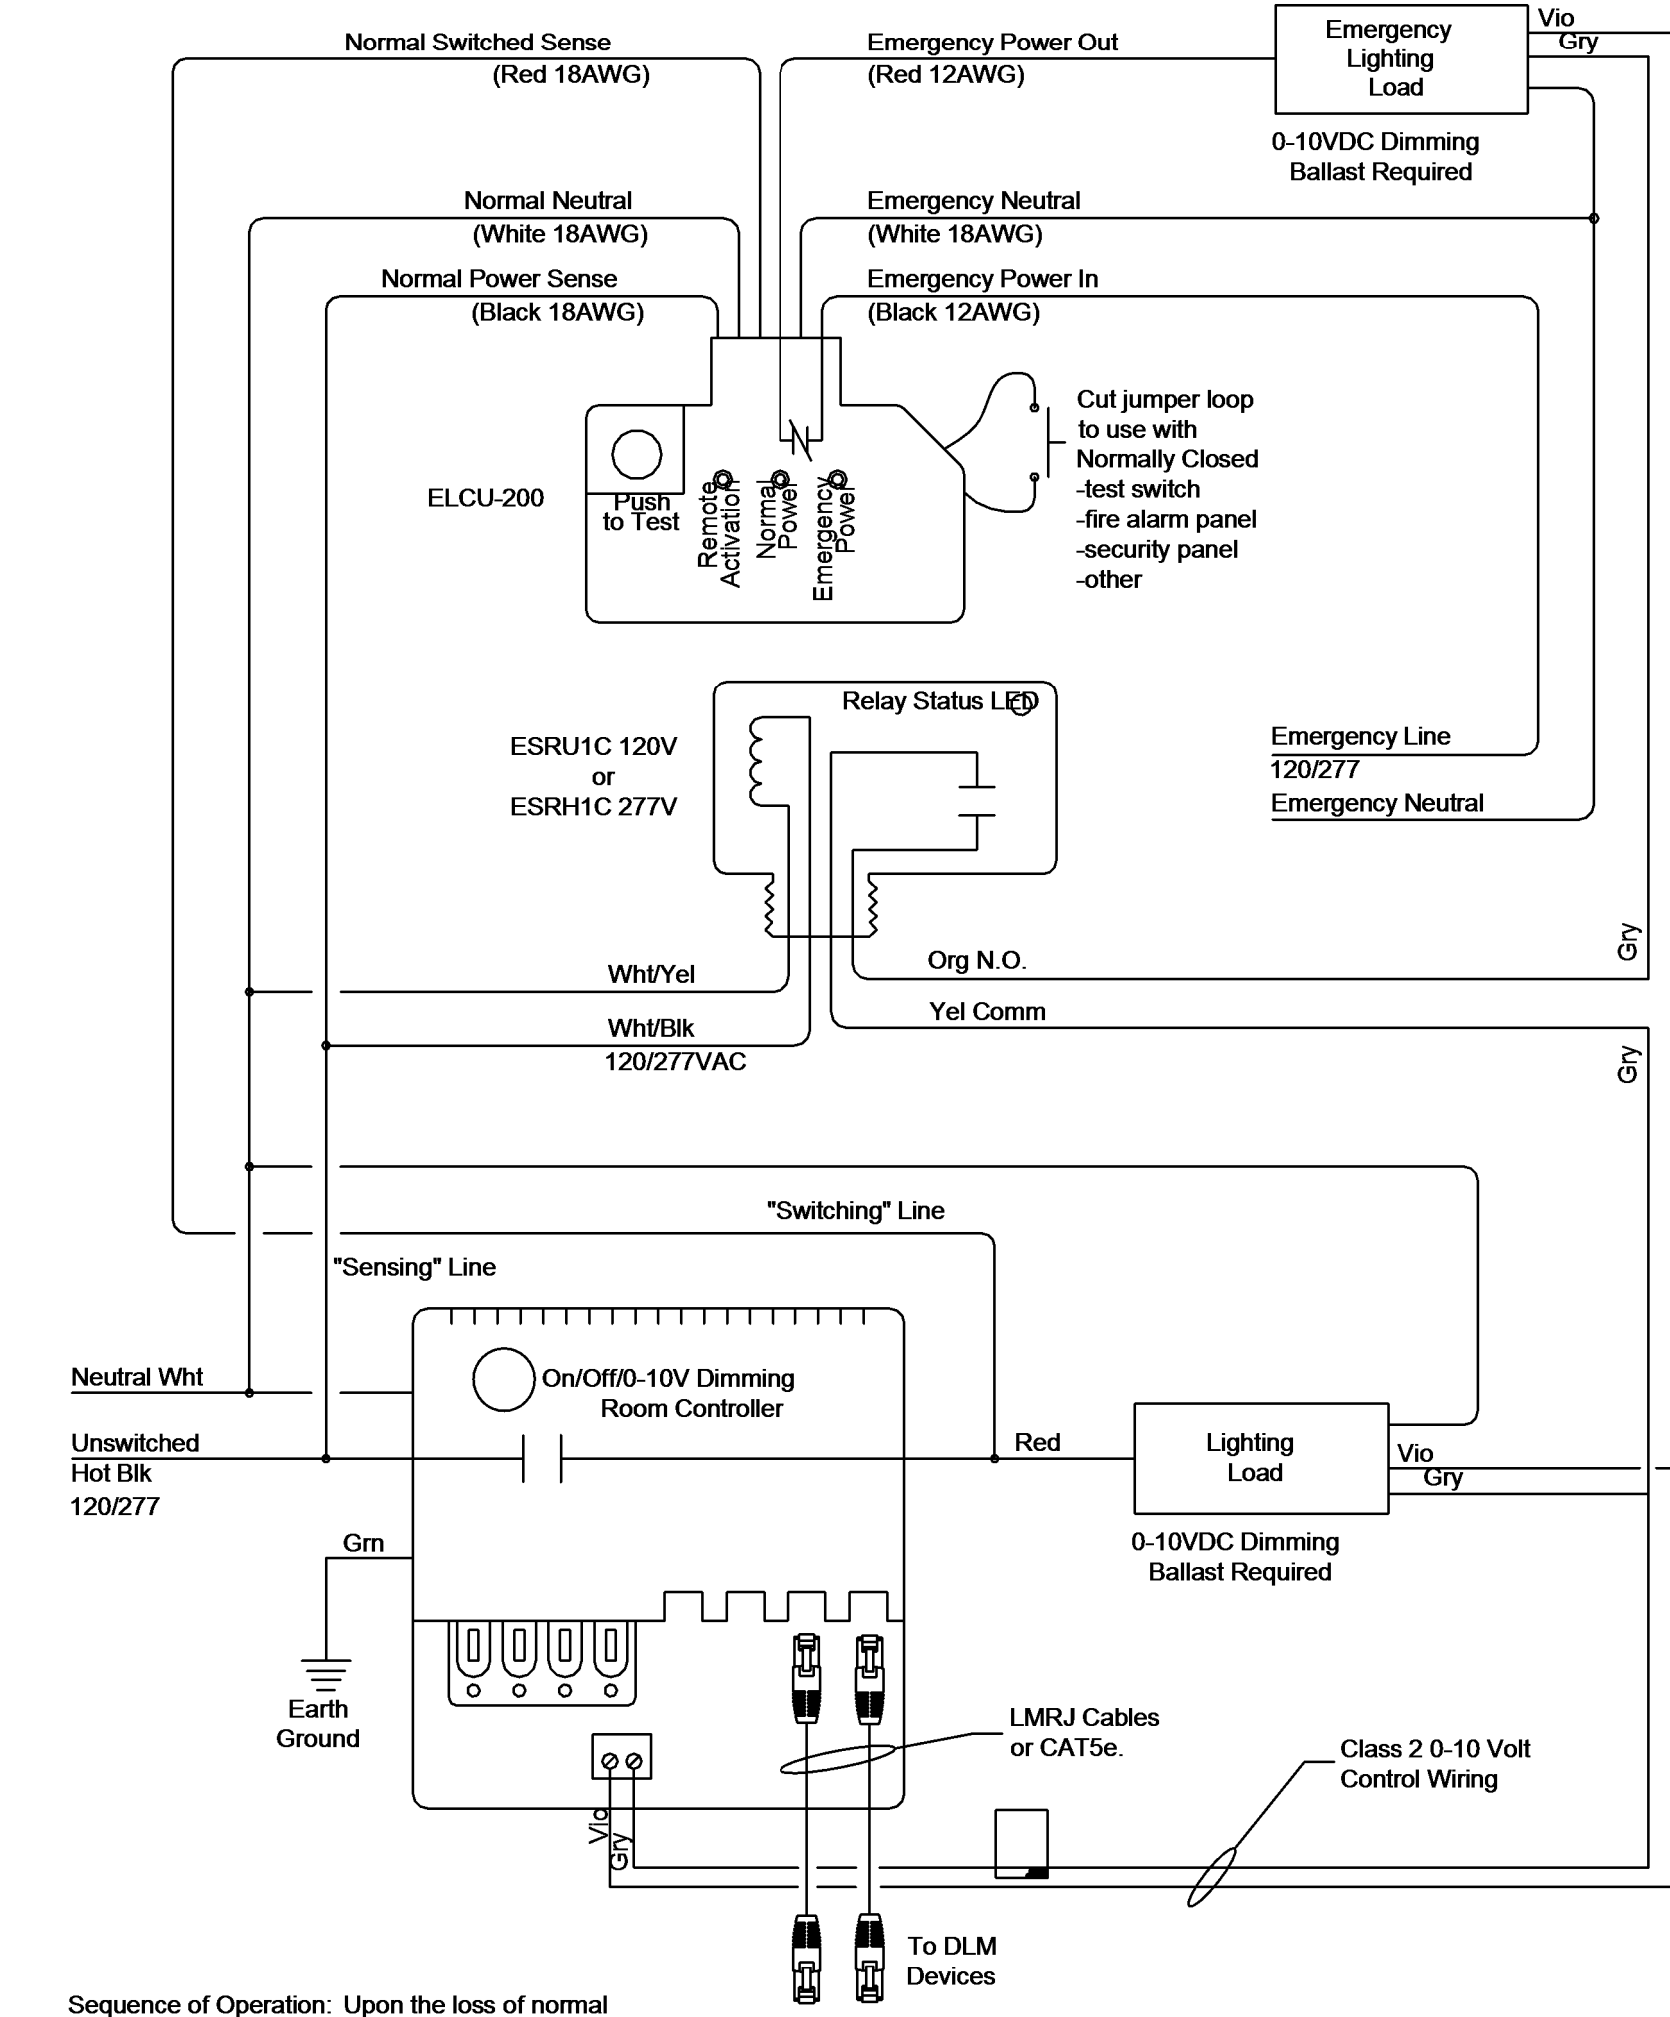 Normal Switched Sense
(Red 18AWG)
Emergency Power Out
(Red 12AWG)
Emergency
Lighting
Load
Vio
Gry
0-10VDC Dimming
Ballast Required
Normal Neutral
(White 18AWG)
Emergency Neutral
(White 18AWG)
Normal Power Sense
(Black 18AWG)
Emergency Power In
(Black 12AWG)
Cut jumper loop
to use with
Normally Closed
-test switch
-fire alarm panel
-security panel
-other
ELCU-200
Push
to Test
Remote
Activation
Normal
Power
Emergency
Power
Relay Status LED
ESRU1C 120V
or
ESRH1C 277V
Emergency Line
120/277
Emergency Neutral
Gry
Org N.O.
Wht/Yel
Yel Comm
Wht/Blk
120/277VAC
Gry
"Switching" Line
"Sensing" Line
Neutral Wht
On/Off/0-10V Dimming
Room Controller
Unswitched
Hot Blk
120/277
Red
Lighting
Load
Vio
Gry
0-10VDC Dimming
Ballast Required
Grn
Earth
Ground
LMRJ Cables
or CAT5e.
Class 2 0-10 Volt
Control Wiring
Vio
Gry
To DLM
Devices
Sequence of Operation: Upon the loss of normal